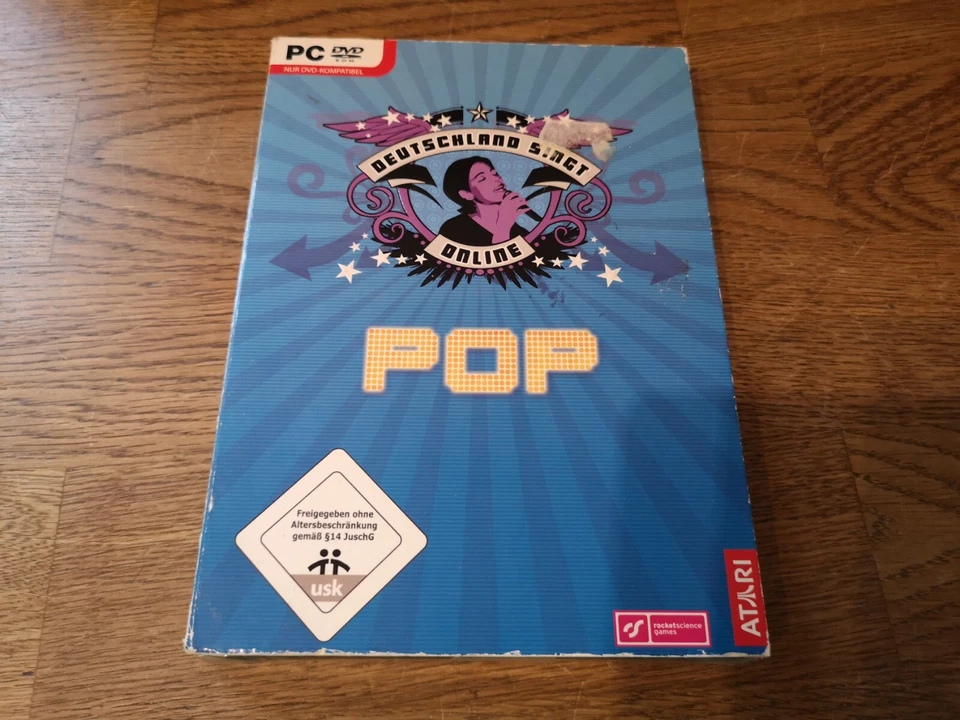 PC DVD
ROM
NUR DVD-KOMPATIBEL
DEUTSCHLAND SINGT
ONLINE
POP
Freigegeben ohne
Altersbeschränkung
gemäß §14 JuschG
usk
rocketscience
games
ATARI